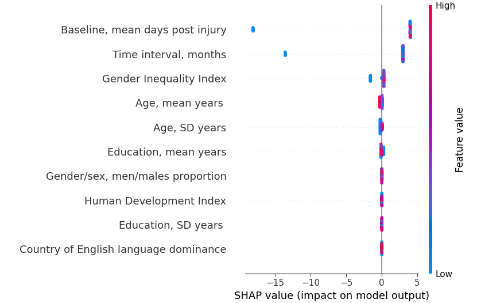 High
Baseline, mean days post injury
Time interval, months
Gender Inequality Index
Age, mean years
Age, SD years
Education, mean years
Gender/sex, men/males proportion
Human Development Index
Education, SD years
Country of English language dominance
Feature value
Low
−15 −10 −5 0 5
SHAP value (impact on model output)